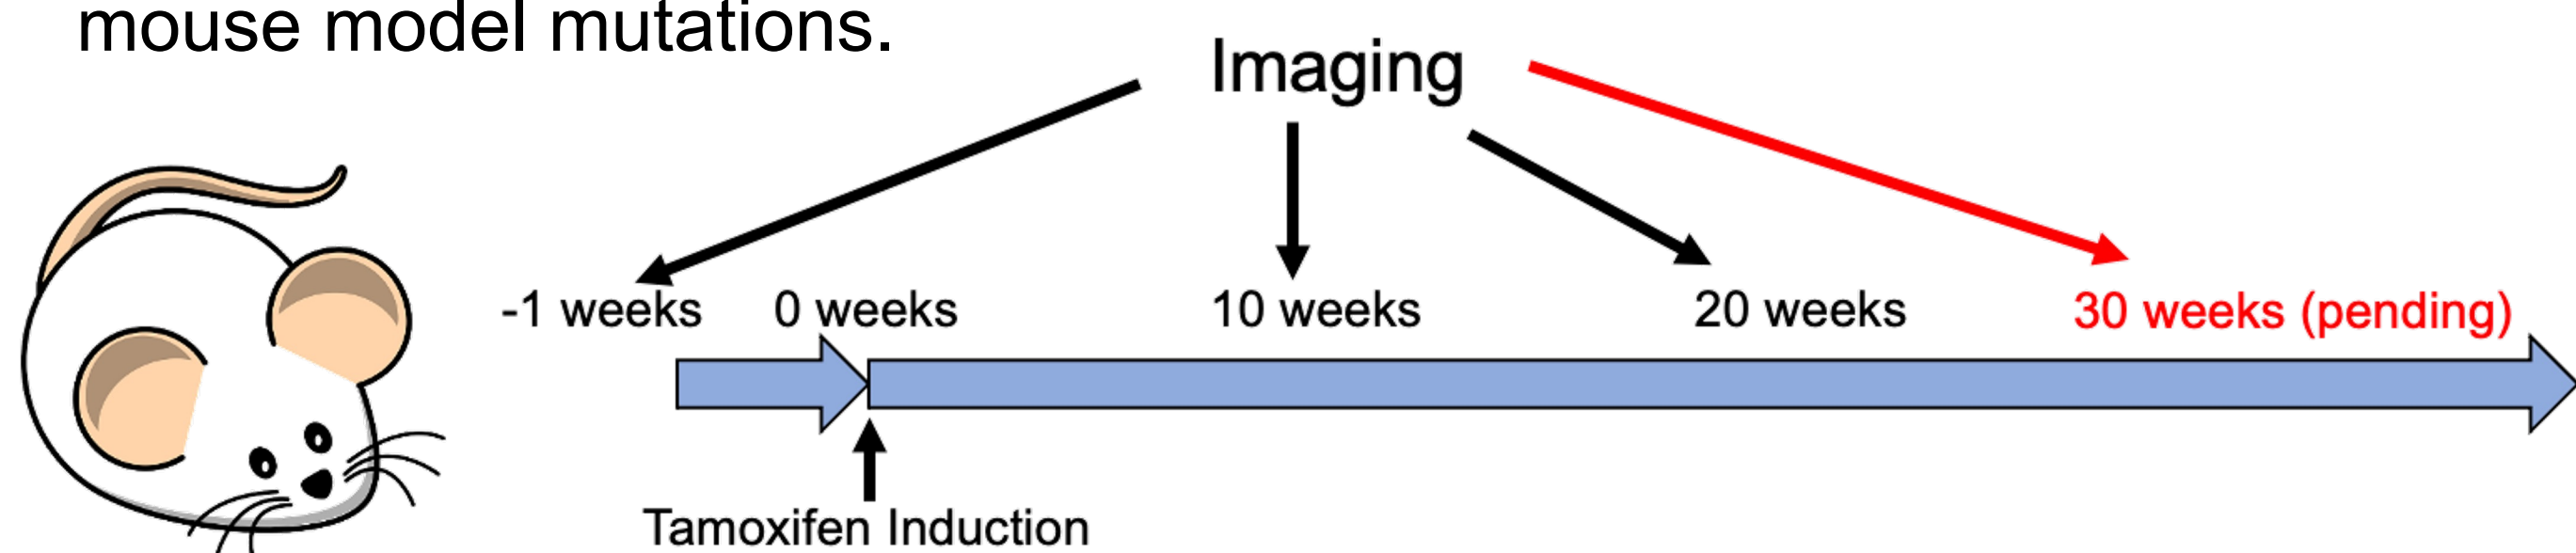 mouse model mutations.
Imaging
-1 weeks
0 weeks
10 weeks
20 weeks
30 weeks (pending)
Tamoxifen Induction